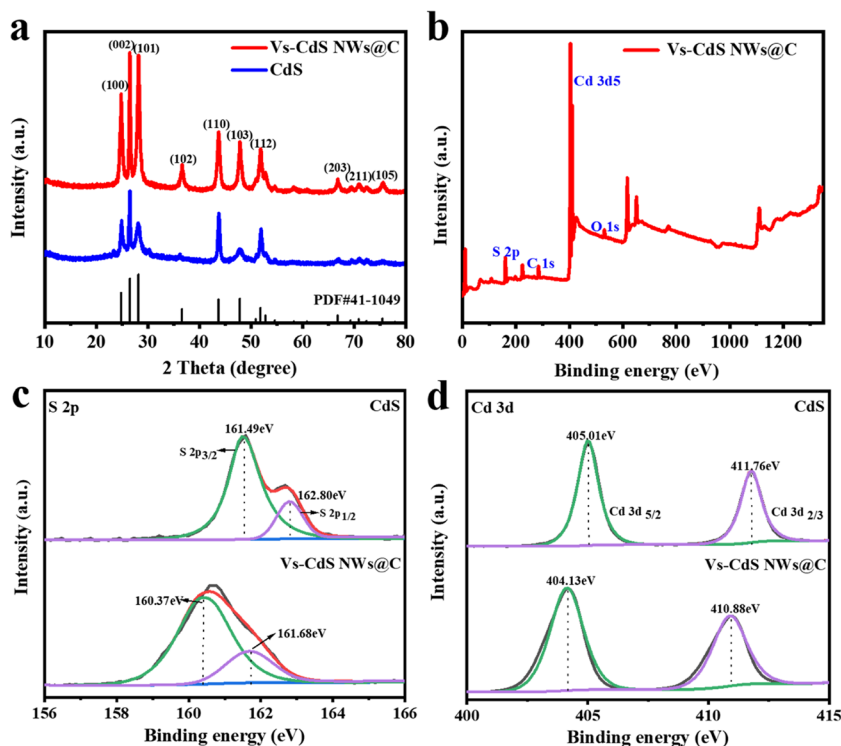 a
Intensity (a.u.)
(002)
(101)
(100)
(102)
(110)
(103)
(112)
(203)
(211)
(105)
Vs-CdS NWs@C
CdS
PDF#41-1049
10 20 30 40 50 60 70 80
2 Theta (degree)
b
Intensity (a.u.)
Vs-CdS NWs@C
Cd 3d5
O 1s
S 2p
C 1s
0 200 400 600 800 1000 1200
Binding energy (eV)
c
Intensity (a.u.)
S 2p
CdS
161.49eV
S 2p3/2
162.80eV
S 2p1/2
Vs-CdS NWs@C
160.37eV
161.68eV
156 158 160 162 164 166
Binding energy (eV)
d
Intensity (a.u.)
Cd 3d
CdS
405.01eV
411.76eV
Cd 3d 5/2
Cd 3d 2/3
Vs-CdS NWs@C
404.13eV
410.88eV
400 405 410 415
Binding energy (eV)